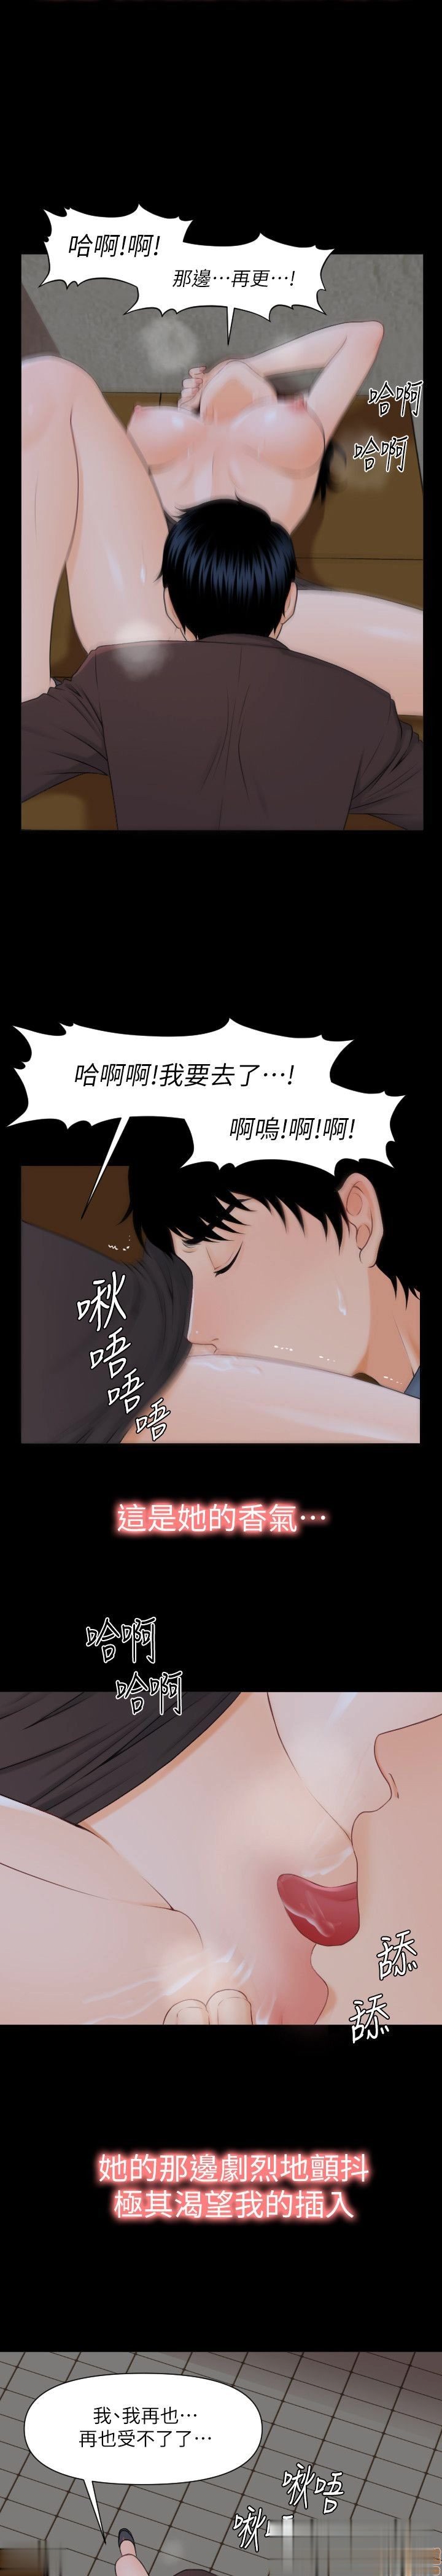 哈啊!啊!
那邊⋯再更⋯!
哈啊
哈啊
哈啊啊!我要去了⋯!
啊嗚!啊!啊!
啾
唔
唔
唔
這是她的香氣⋯
哈啊
哈啊
舔
舔
她的那邊劇烈地顫抖
極其渴望我的插入
我、我再也⋯
再也受不了了⋯
啾唔
啾